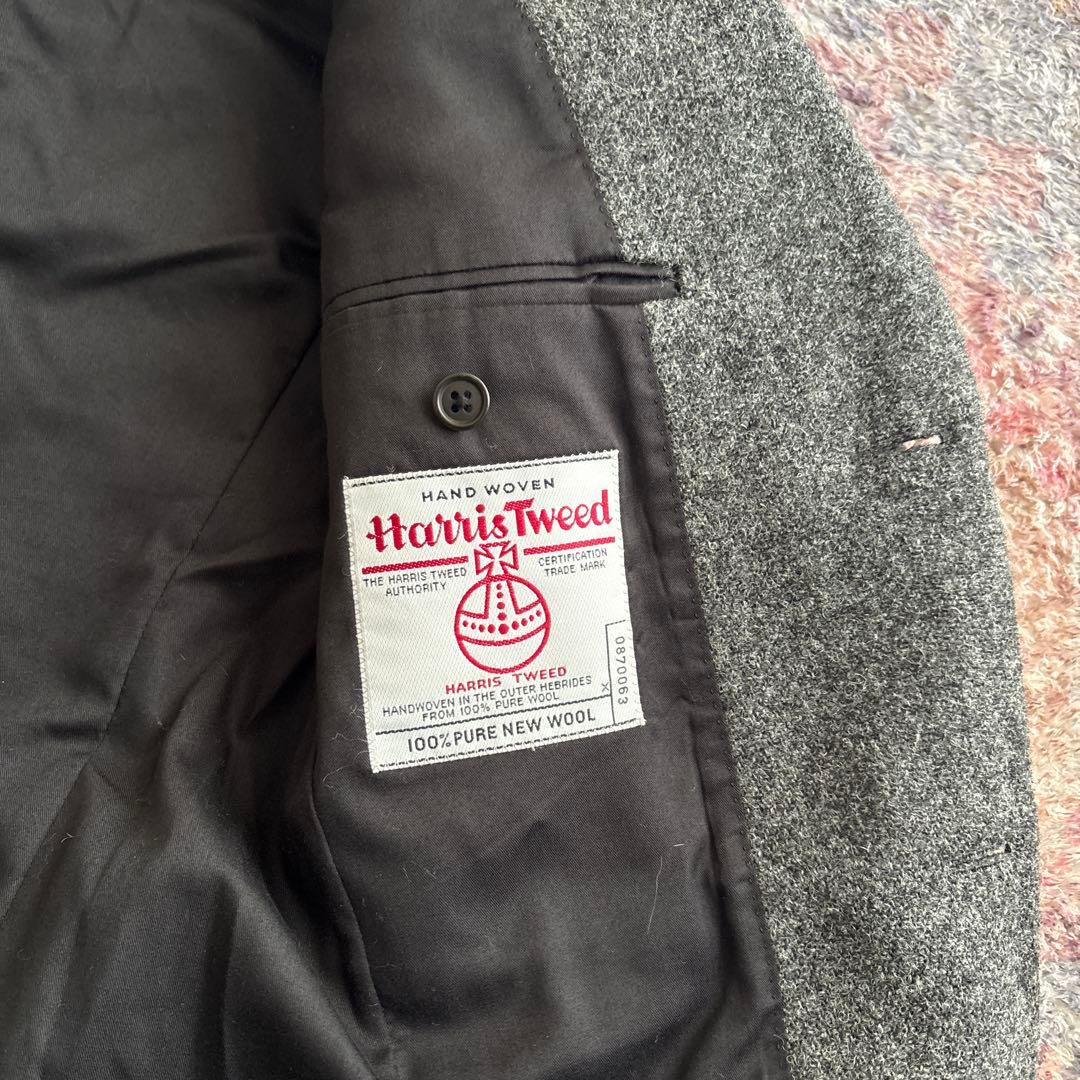 HAND WOVEN
Harris Tweed
THE HARRIS TWEED
AUTHORITY
CERTIFICATION
TRADE MARK
HARRIS TWEED
HANDWOVEN IN THE OUTER HEBRIDES
FROM 100% PURE WOOL
100% PURE NEW WOOL
X 0870063